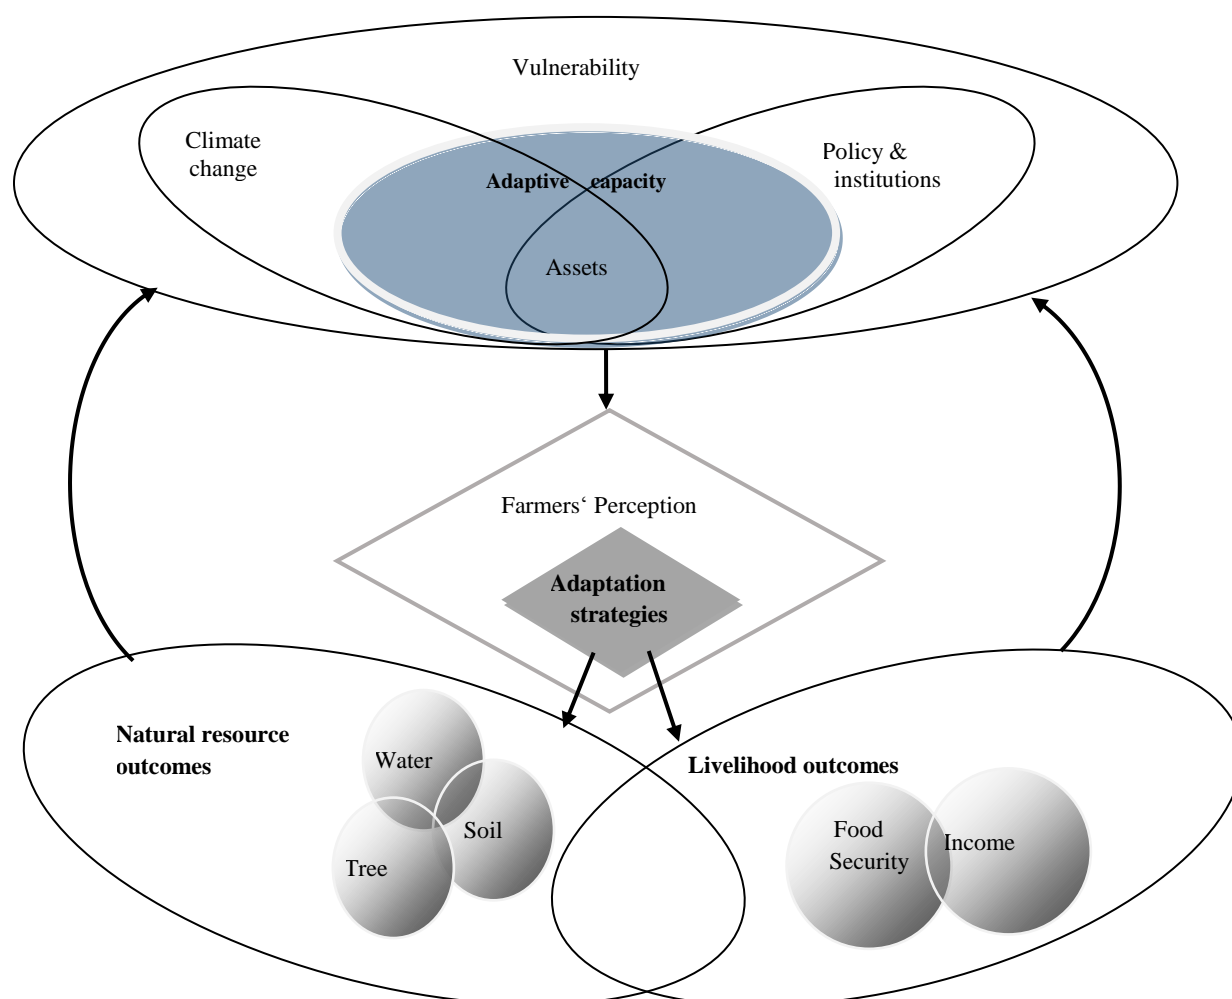 Vulnerability
Climate
change
Policy &
institutions
Adaptive capacity
Assets
Farmers‘ Perception
Adaptation
strategies
Natural resource
outcomes
Water
Soil
Tree
Livelihood outcomes
Food
Security
Income